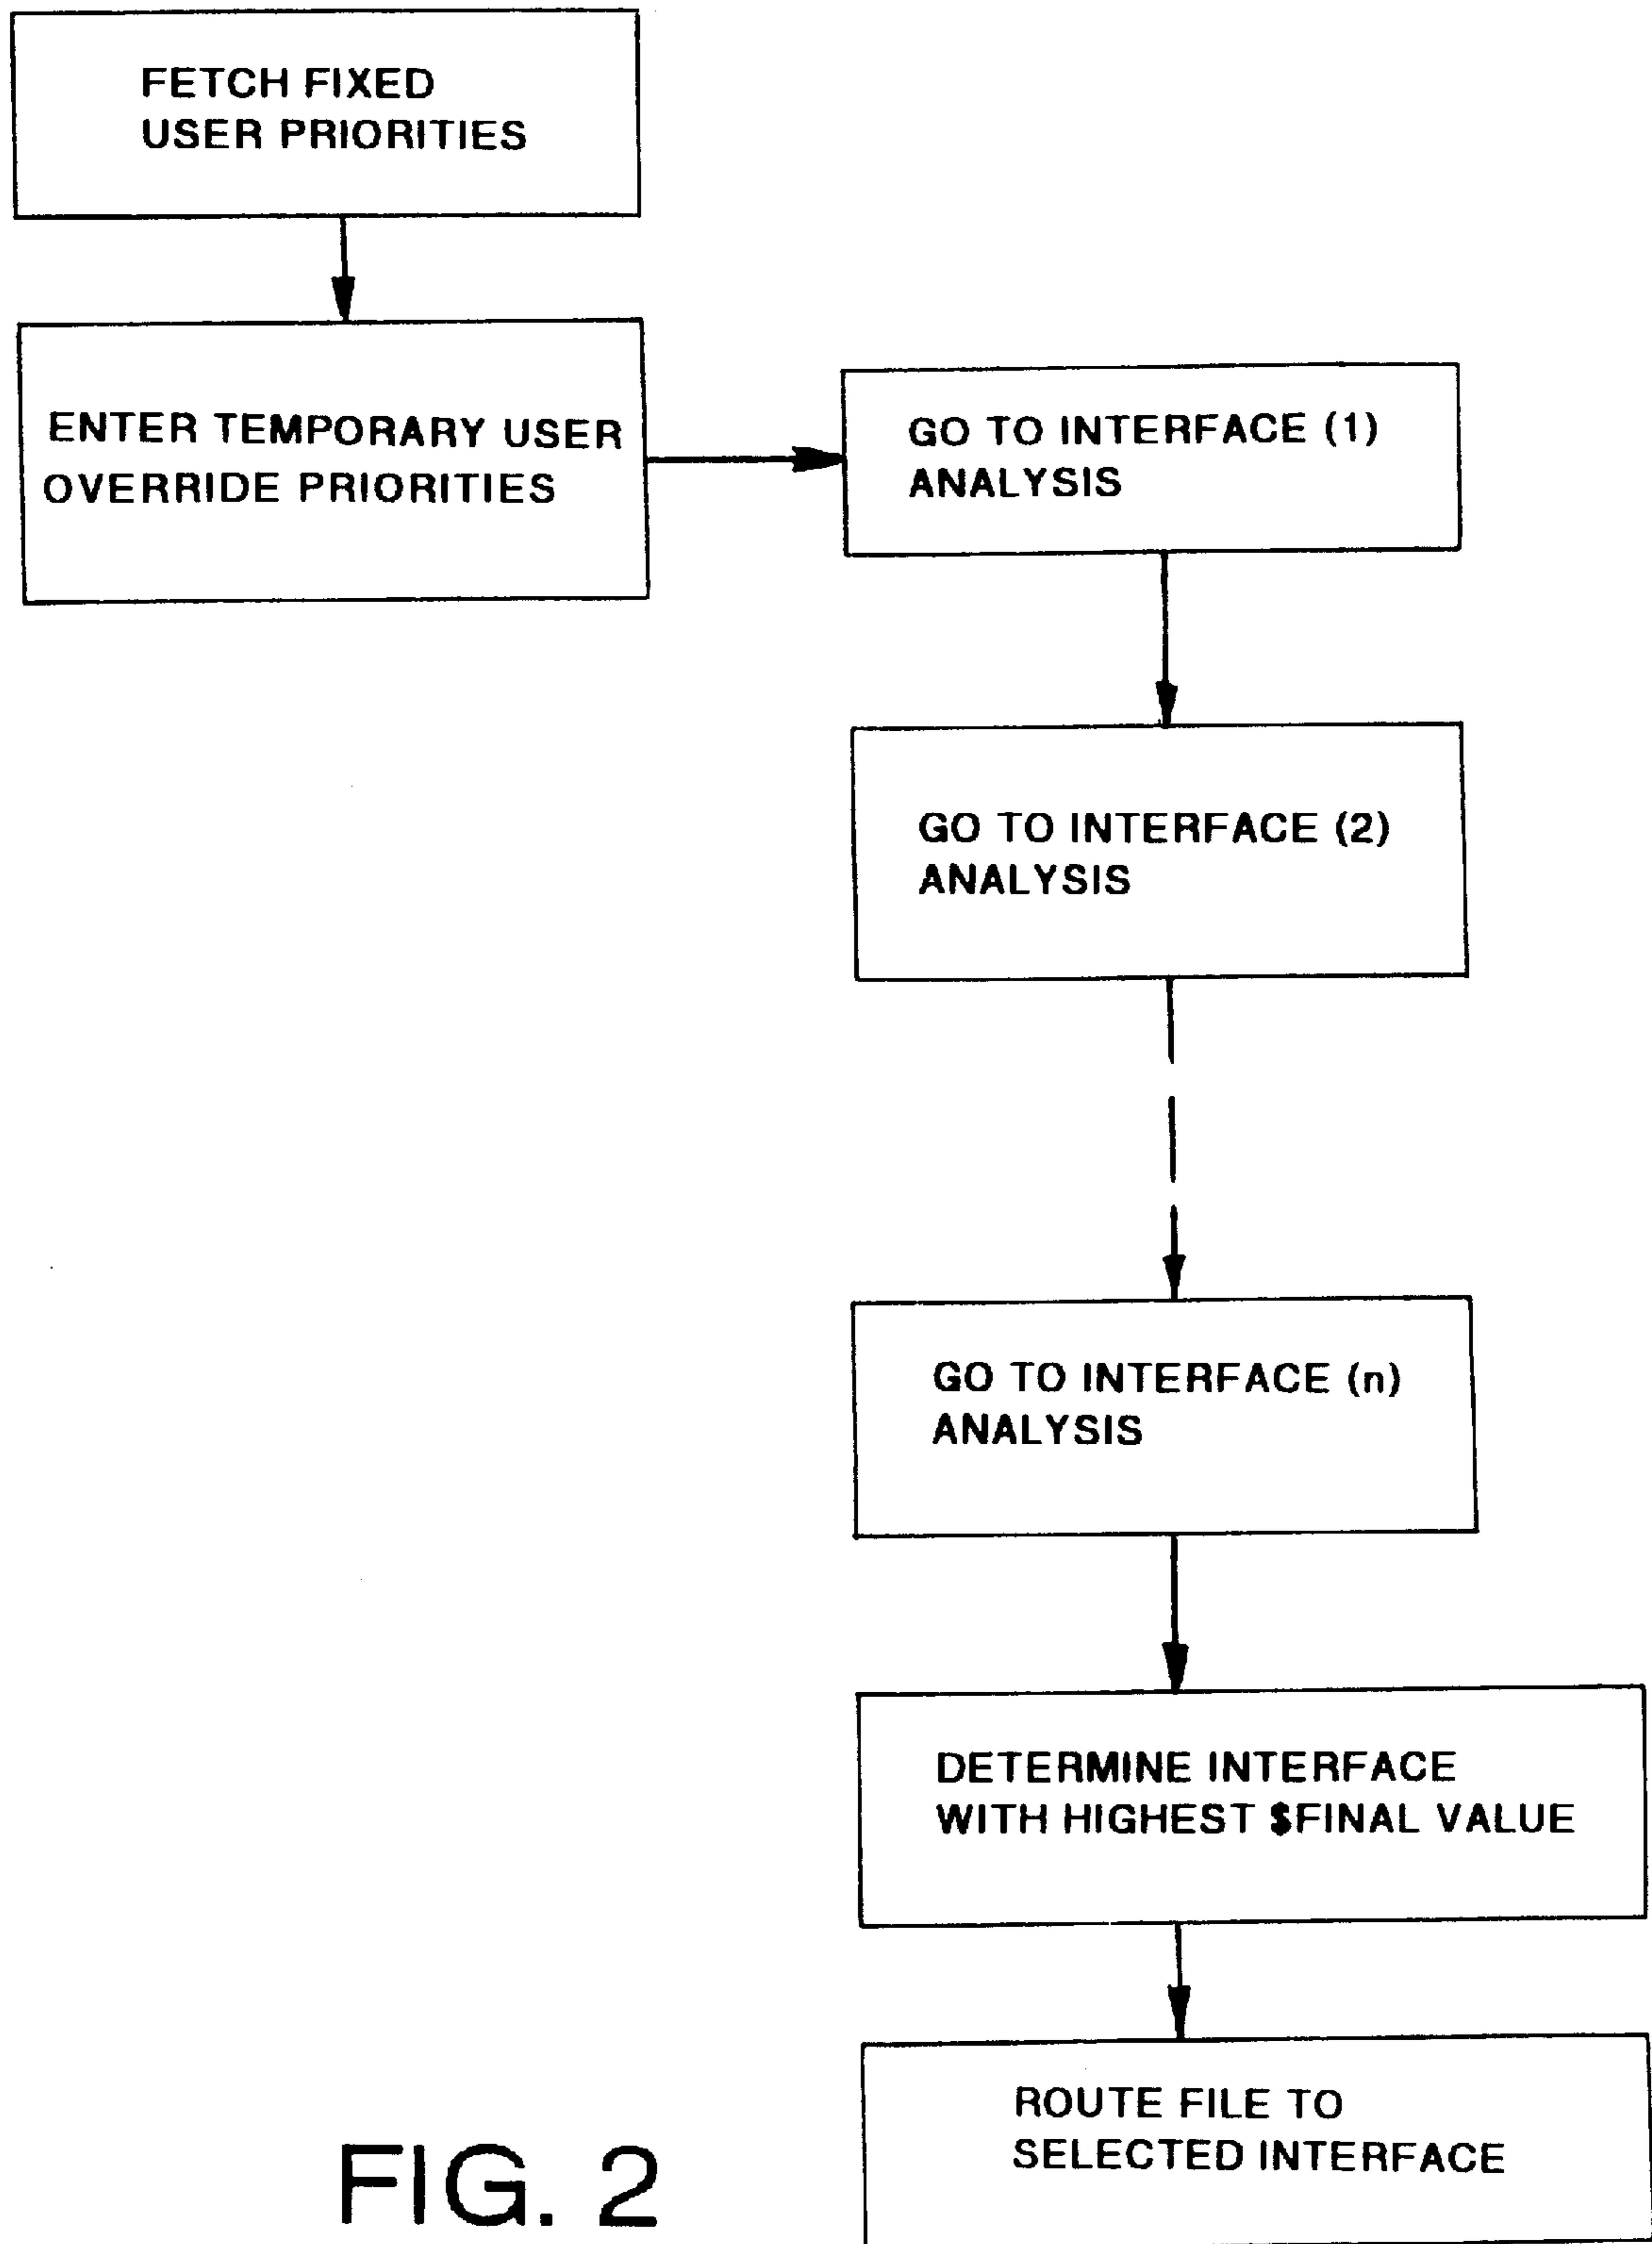 FETCH FIXED
USER PRIORITIES
ENTER TEMPORARY USER
OVERRIDE PRIORITIES
GO TO INTERFACE (1)
ANALYSIS
GO TO INTERFACE (2)
ANALYSIS
GO TO INTERFACE (n)
ANALYSIS
DETERMINE INTERFACE
WITH HIGHEST $FINAL VALUE
ROUTE FILE TO
SELECTED INTERFACE
FIG. 2